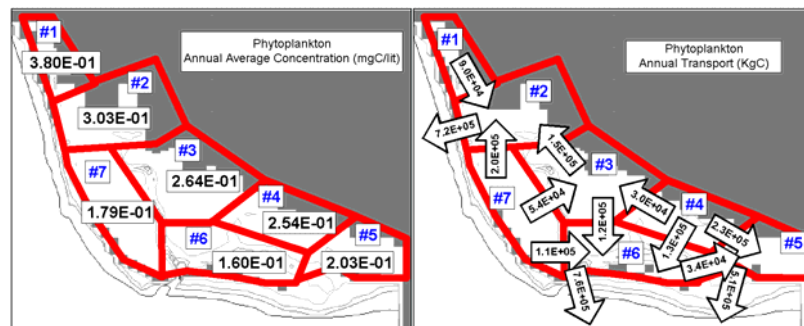 #1
Phytoplankton
Annual Average Concentration (mgC/lit)
3.80E-01
#2
3.03E-01
#3
#7
2.64E-01
#4
1.79E-01
2.54E-01
#5
#6
1.60E-01
2.03E-01
#1
Phytoplankton
Annual Transport (KgC)
9.0E+04
#2
7.2E+05
2.0E+05
1.5E+05
#3
#7
5.4E+04
3.0E+04
#4
1.2E+05
1.3E+05
2.3E+05
#5
1.1E+05
#6
3.4E+04
7.6E+05
5.1E+05